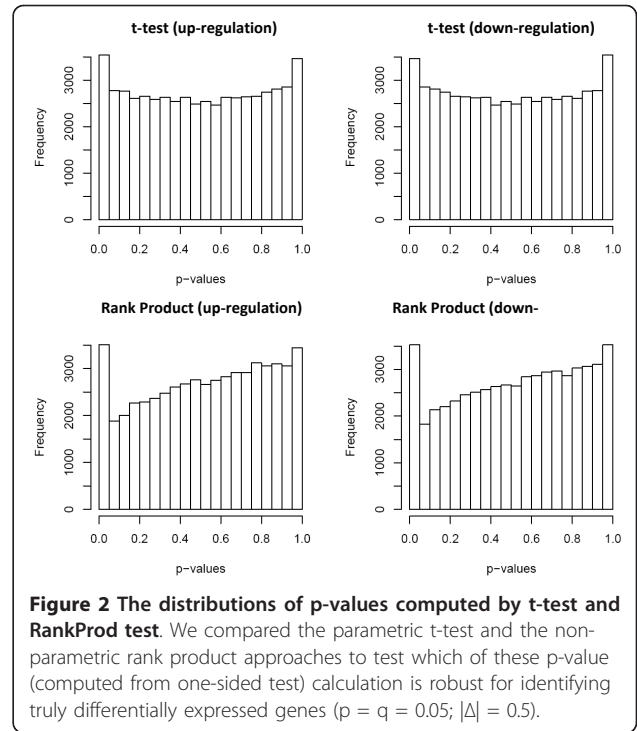 t-test (up-regulation)
t-test (down-regulation)
Frequency
0 1000 2000 3000
0.0 0.2 0.4 0.6 0.8 1.0
p-values
Frequency
0 1000 2000 3000
0.0 0.2 0.4 0.6 0.8 1.0
p-values
Rank Product (up-regulation)
Rank Product (down-
Frequency
0 1000 2000 3000
0.0 0.2 0.4 0.6 0.8 1.0
p-values
Frequency
0 1000 2000 3000
0.0 0.2 0.4 0.6 0.8 1.0
p-values
Figure 2 The distributions of p-values computed by t-test and
RankProd test. We compared the parametric t-test and the non-
parametric rank product approaches to test which of these p-value
(computed from one-sided test) calculation is robust for identifying
truly differentially expressed genes (p = q = 0.05; |Δ| = 0.5).